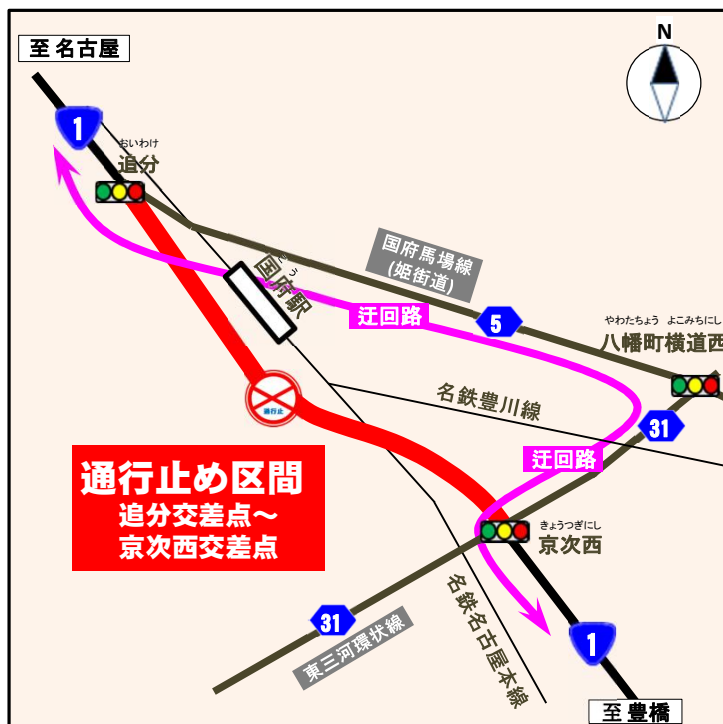 至 名古屋
N
1
おいわけ
追分
こう
国府駅
国府馬場線
(姫街道)
迂回路
5
やわたちょう よこみちにし
八幡町横道西
31
名鉄豊川線
通行止
通行止め区間
追分交差点～
京次西交差点
迂回路
きょうつぎにし
京次西
31
東三河環状線
名鉄名古屋本線
1
至 豊橋